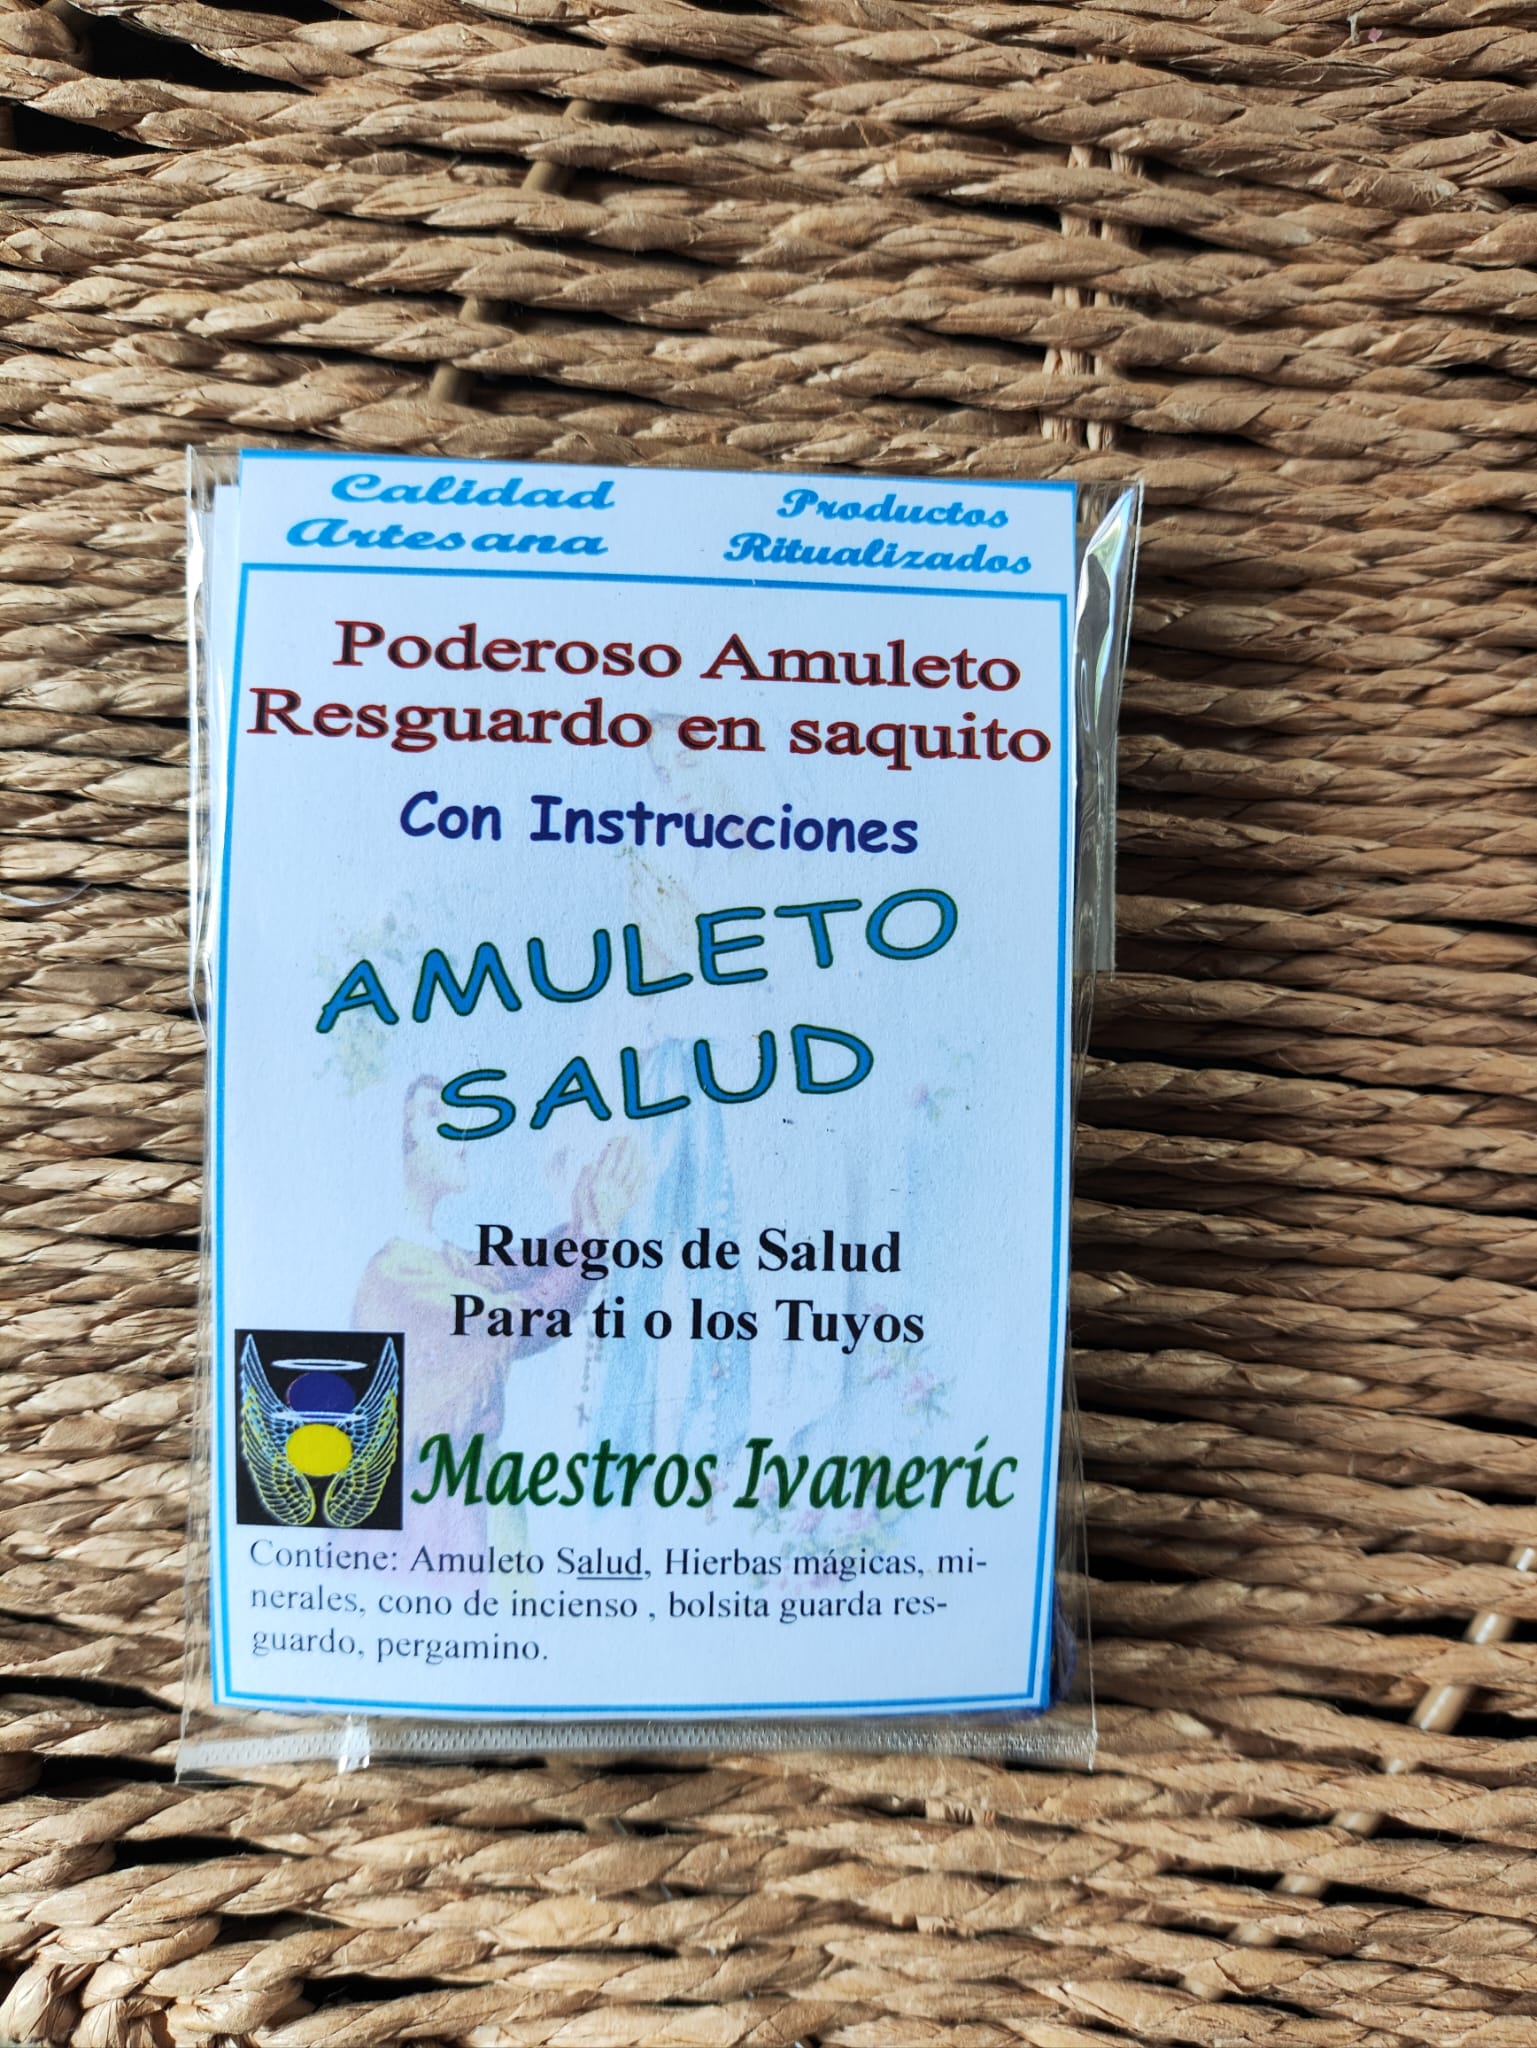 Calidad
Artesana
Productos
Ritualizados
Poderoso Amuleto
Resguardo en saquito
Con Instrucciones
AMULETO
SALUD
Ruegos de Salud
Para ti o los Tuyos
Maestros Ivaneric
Contiene: Amuleto Salud, Hierbas mágicas, mi-
nerales, cono de incienso , bolsita guarda res-
guardo, pergamino.